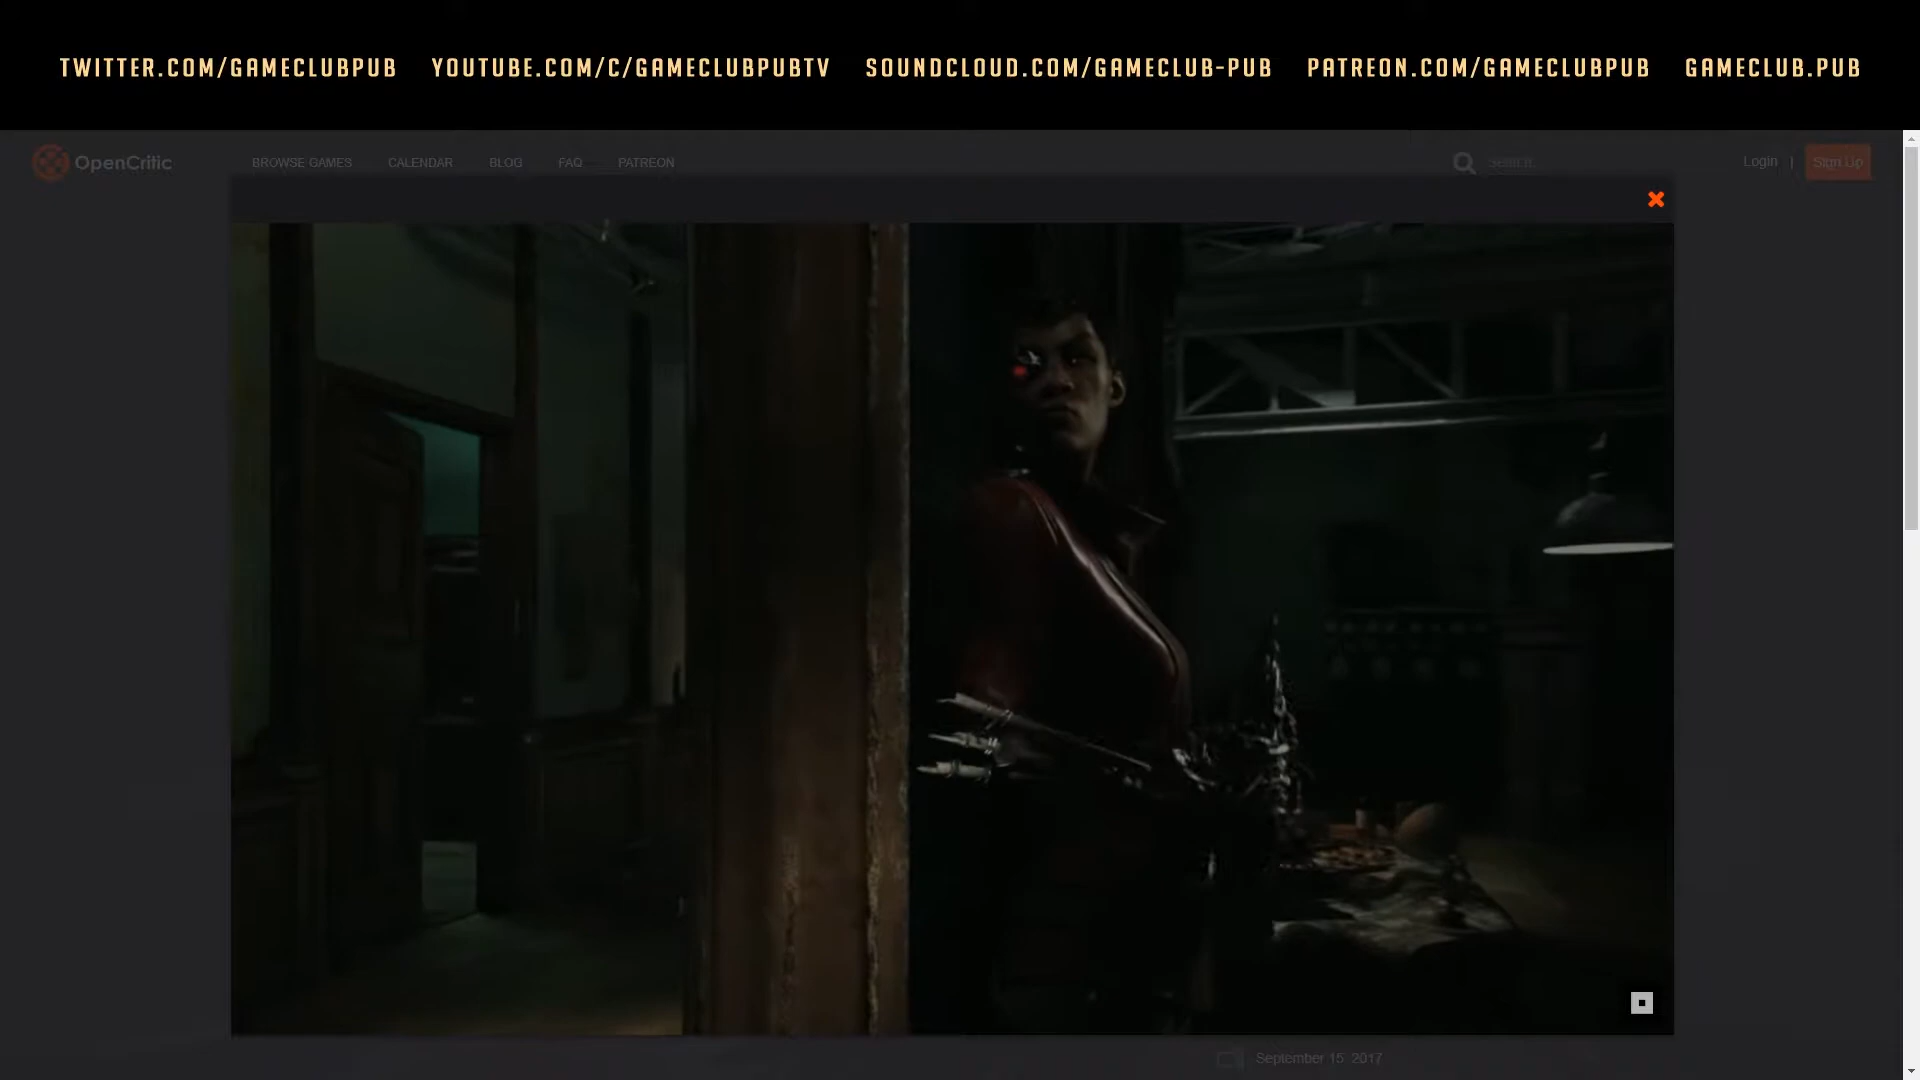 TWITTER.COM/GAMECLUBPUB YOUTUBE.COM/C/GAMECLUBPUBTV SOUNDCLOUD.COM/GAMECLUB-PUB PATREON.COM/GAMECLUBPUB GAMECLUB.PUB
OpenCritic BROWSE GAMES CALENDAR BLOG FAQ PATREON Search... Login | Sign Up
September 15 2017